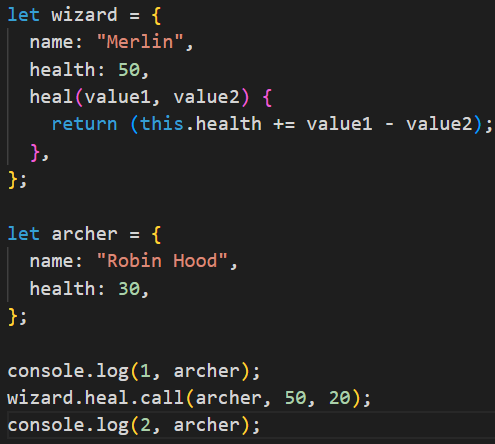 let wizard = {
  name: "Merlin",
  health: 50,
  heal(value1, value2) {
    return (this.health += value1 - value2);
  },
};

let archer = {
  name: "Robin Hood",
  health: 30,
};

console.log(1, archer);
wizard.heal.call(archer, 50, 20);
console.log(2, archer);